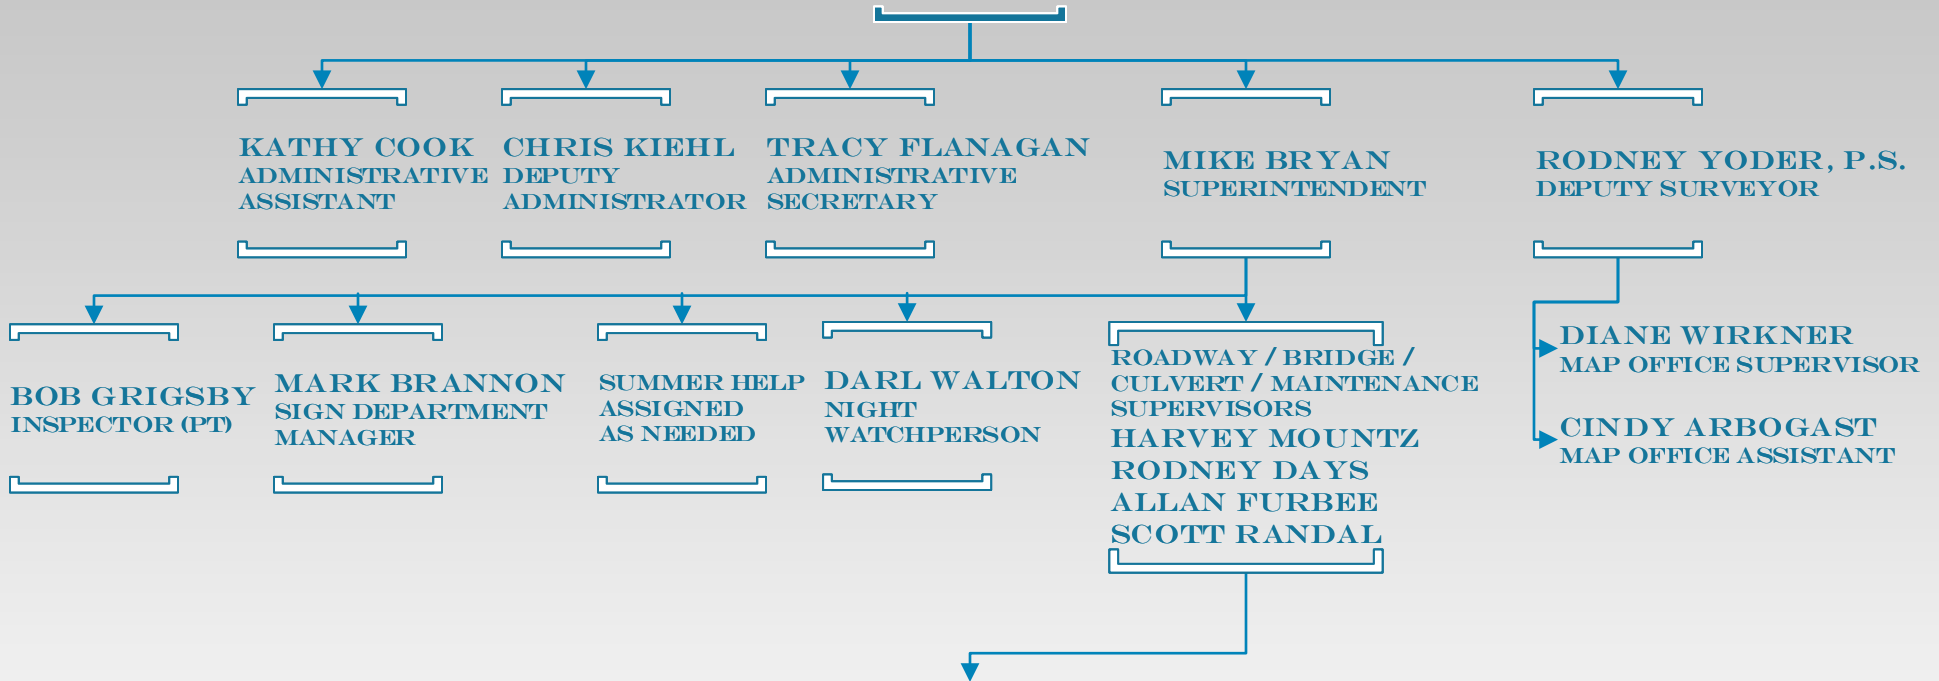 KATHY COOK
ADMINISTRATIVE
ASSISTANT
CHRIS KIEHL
DEPUTY
ADMINISTRATOR
TRACY FLANAGAN
ADMINISTRATIVE
SECRETARY
MIKE BRYAN
SUPERINTENDENT
RODNEY YODER, P.S.
DEPUTY SURVEYOR
BOB GRIGSBY
INSPECTOR (PT)
MARK BRANNON
SIGN DEPARTMENT
MANAGER
SUMMER HELP
ASSIGNED
AS NEEDED
DARL WALTON
NIGHT
WATCHPERSON
ROADWAY / BRIDGE /
CULVERT / MAINTENANCE
SUPERVISORS
HARVEY MOUNTZ
RODNEY DAYS
ALLAN FURBEE
SCOTT RANDAL
DIANE WIRKNER
MAP OFFICE SUPERVISOR
CINDY ARBOGAST
MAP OFFICE ASSISTANT